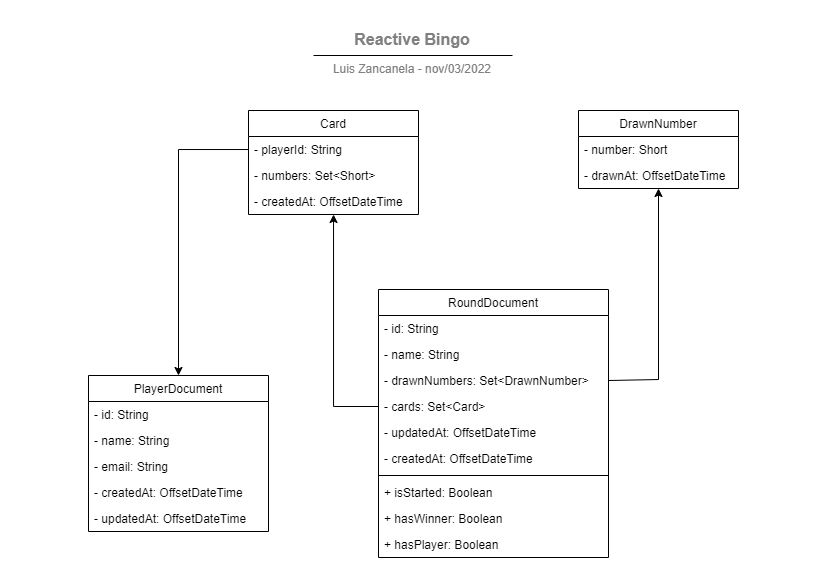 Reactive Bingo
Luis Zancanela - nov/03/2022
Card
- playerId: String
- numbers: Set<Short>
- createdAt: OffsetDateTime
DrawnNumber
- number: Short
- drawnAt: OffsetDateTime
RoundDocument
- id: String
- name: String
- drawnNumbers: Set<DrawnNumber>
- cards: Set<Card>
- updatedAt: OffsetDateTime
- createdAt: OffsetDateTime
+ isStarted: Boolean
+ hasWinner: Boolean
+ hasPlayer: Boolean
PlayerDocument
- id: String
- name: String
- email: String
- createdAt: OffsetDateTime
- updatedAt: OffsetDateTime